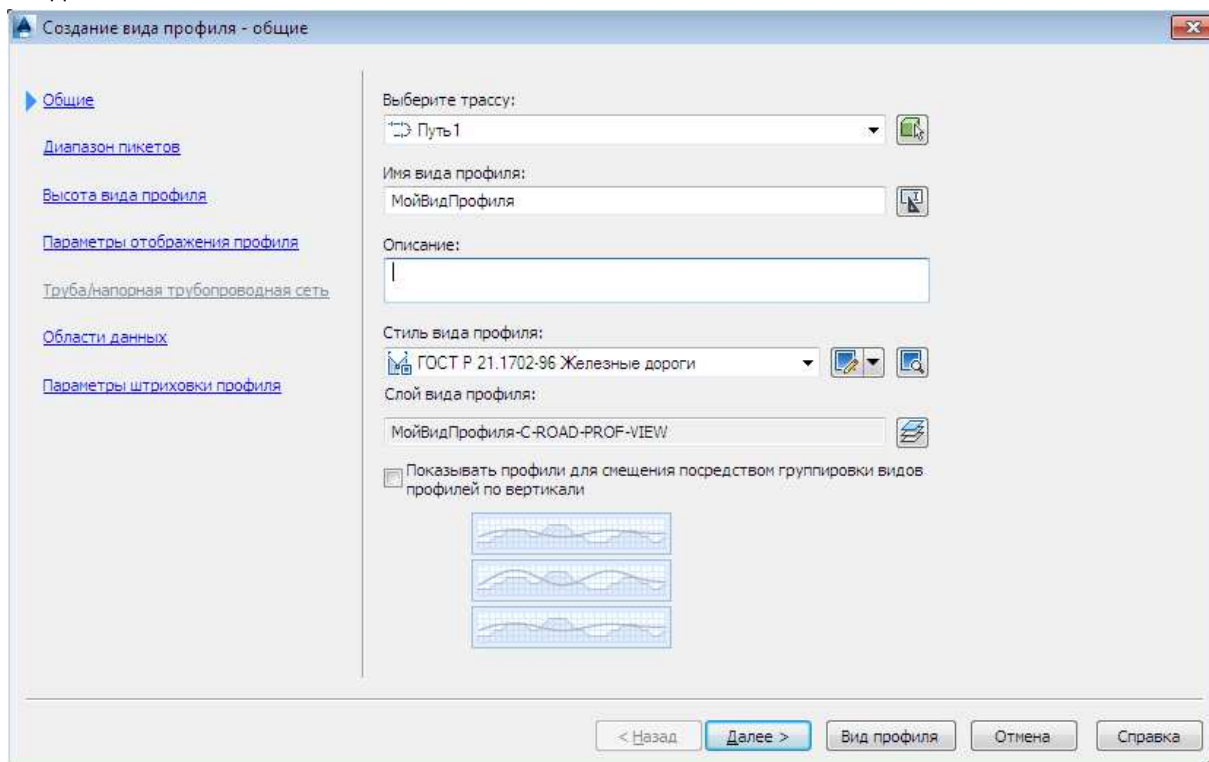 Создание вида профиля - общие
Общие
Диапазон пикетов
Высота вида профиля
Параметры отображения профиля
Труба/напорная трубопроводная сеть
Области данных
Параметры штриховки профиля
Выберите трассу:
Путь1
Имя вида профиля:
МойВидПрофиля
Описание:
Стиль вида профиля:
ГОСТ Р 21.1702-96 Железные дороги
Слой вида профиля:
МойВидПрофиля-C-ROAD-PROF-VIEW
Показывать профили для смещения посредством группировки видов
профилей по вертикали
< Назад
Далее >
Вид профиля
Отмена
Справка